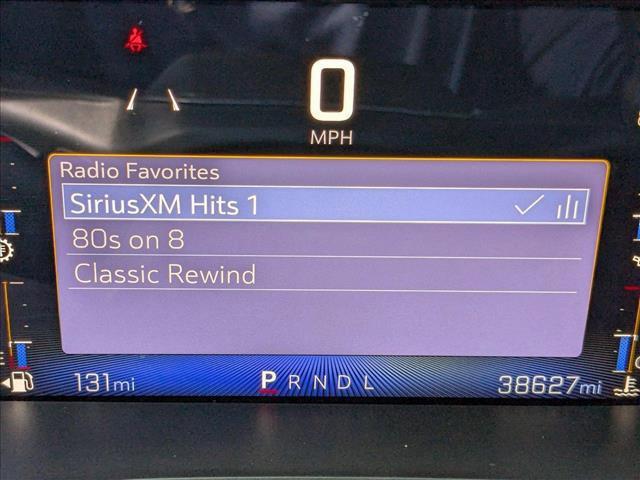 0
MPH
Radio Favorites
SiriusXM Hits 1
80s on 8
Classic Rewind
131mi P R N D L 38627mi